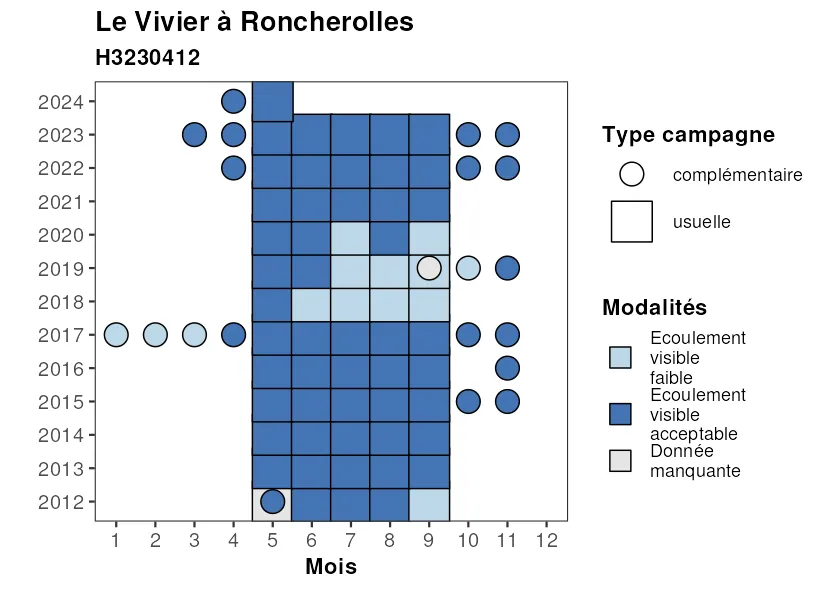 Le Vivier à Roncherolles
H3230412
2024
2023
2022
2021
2020
2019
2018
2017
2016
2015
2014
2013
2012
1 2 3 4 5 6 7 8 9 10 11 12
Mois
Type campagne
complémentaire
usuelle
Modalités
Ecoulement
visible
faible
Ecoulement
visible
acceptable
Donnée
manquante